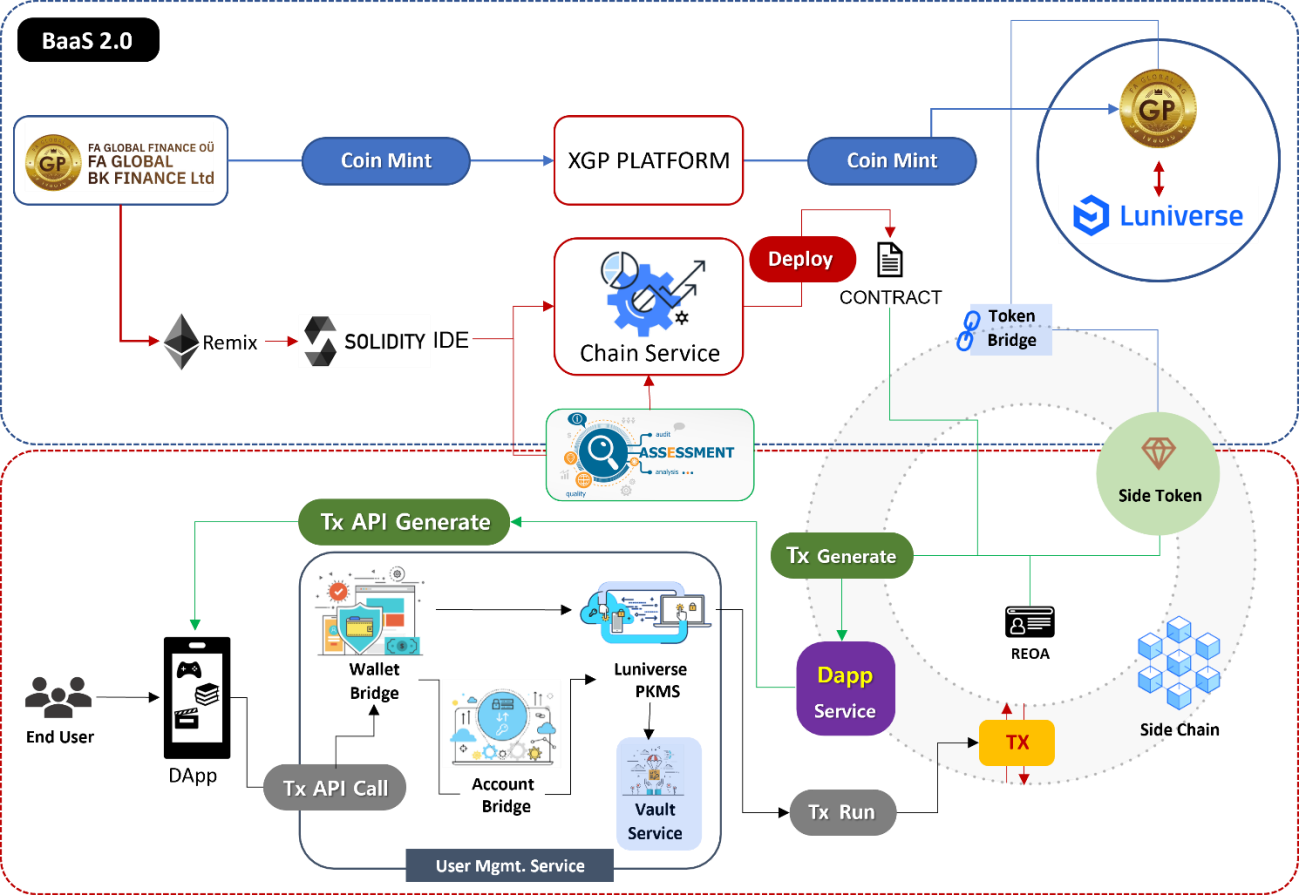 BaaS 2.0
GP
FA GLOBAL FINANCE OÜ
FA GLOBAL
BK FINANCE Ltd
Coin Mint
XGP PLATFORM
Coin Mint
GP
Luniverse
Deploy
CONTRACT
Remix
SOLIDITY IDE
Chain Service
Token
Bridge
audit
ASSESSMENT
analysis
quality
Side Token
Tx API Generate
Tx Generate
Wallet
Bridge
Luniverse
PKMS
REOA
Dapp
Service
End User
DApp
Tx API Call
Account
Bridge
Vault
Service
TX
Side Chain
Tx Run
User Mgmt. Service